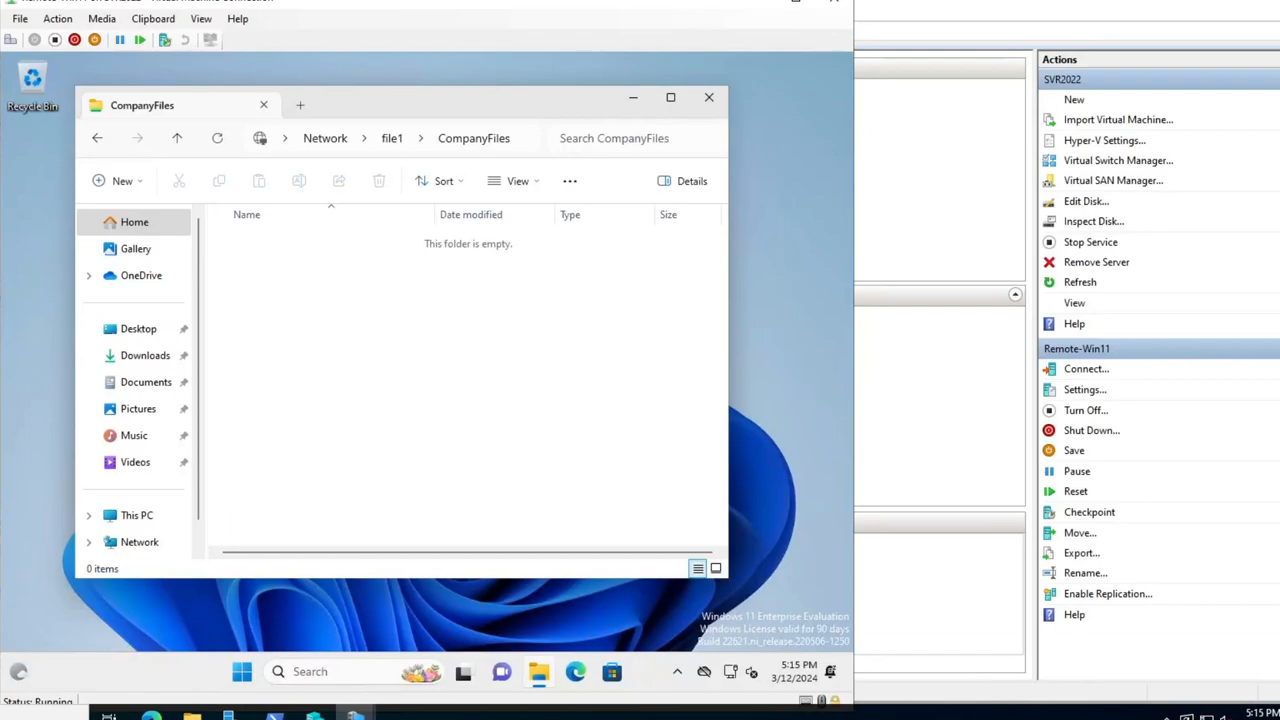 File Action Media Clipboard View Help
Recycle Bin
CompanyFiles
Network file1 CompanyFiles Search CompanyFiles
New Sort View Details
Name Date modified Type Size
This folder is empty.
Home
Gallery
OneDrive
Desktop
Downloads
Documents
Pictures
Music
Videos
This PC
Network
0 items
Windows 11 Enterprise Evaluation
Windows License valid for 90 days
Build 22621.ni_release.220506-1250
Search
5:15 PM
3/12/2024
Status: Running
Actions
SVR2022
New
Import Virtual Machine...
Hyper-V Settings...
Virtual Switch Manager...
Virtual SAN Manager...
Edit Disk...
Inspect Disk...
Stop Service
Remove Server
Refresh
View
Help
Remote-Win11
Connect...
Settings...
Turn Off...
Shut Down...
Save
Pause
Reset
Checkpoint
Move...
Export...
Rename...
Enable Replication...
Help
5:15 PM